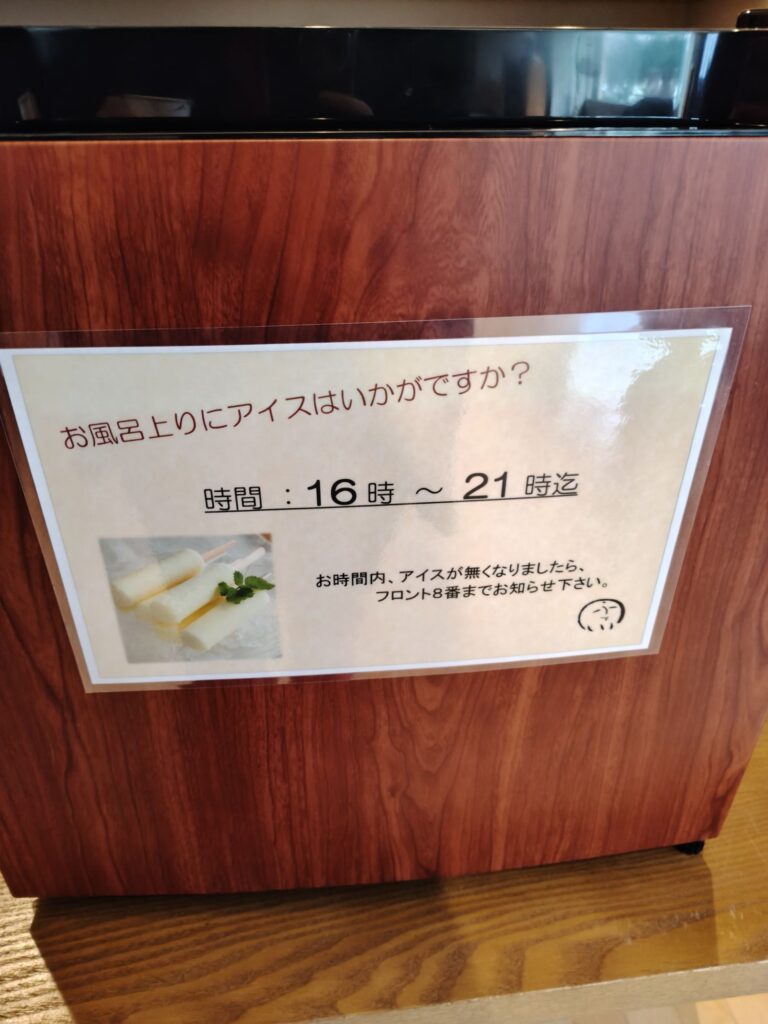 お風呂上りにアイスはいかがですか？
時間 ：16時 ～ 21時迄
お時間内、アイスが無くなりましたら、
フロント８番までお知らせ下さい。